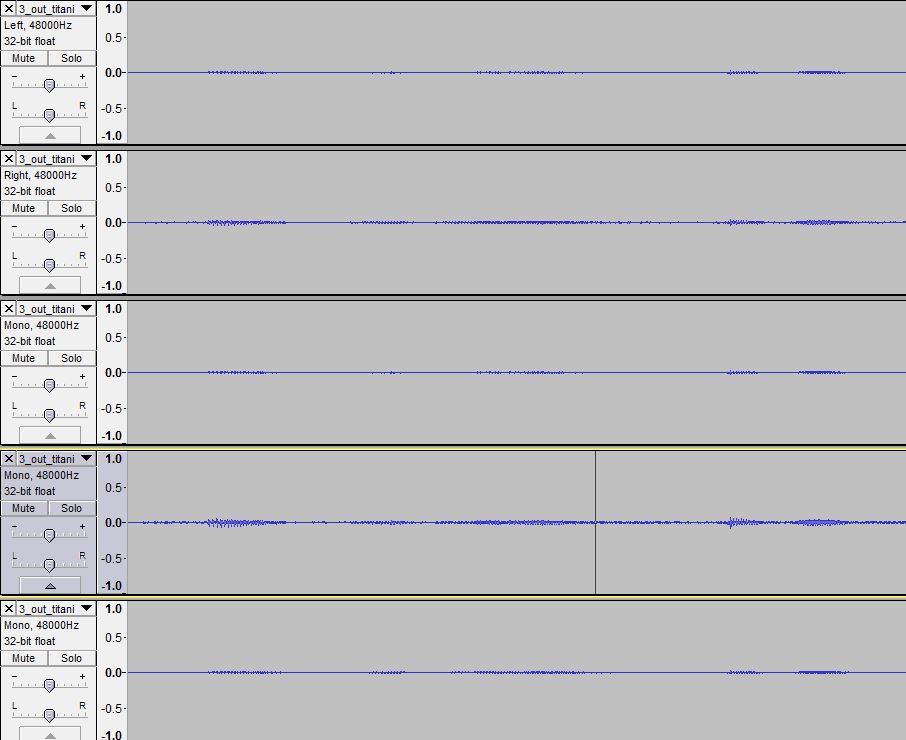 3_out_titani
Left, 48000Hz
32-bit float
Mute Solo
- +
L R
1.0
0.5-
0.0-
-0.5-
-1.0
3_out_titani
Right, 48000Hz
32-bit float
Mute Solo
- +
L R
1.0
0.5-
0.0-
-0.5-
-1.0
3_out_titani
Mono, 48000Hz
32-bit float
Mute Solo
- +
L R
1.0
0.5-
0.0-
-0.5-
-1.0
3_out_titani
Mono, 48000Hz
32-bit float
Mute Solo
- +
L R
1.0
0.5-
0.0-
-0.5-
-1.0
3_out_titani
Mono, 48000Hz
32-bit float
Mute Solo
- +
L R
1.0
0.5-
0.0-
-0.5-
-1.0